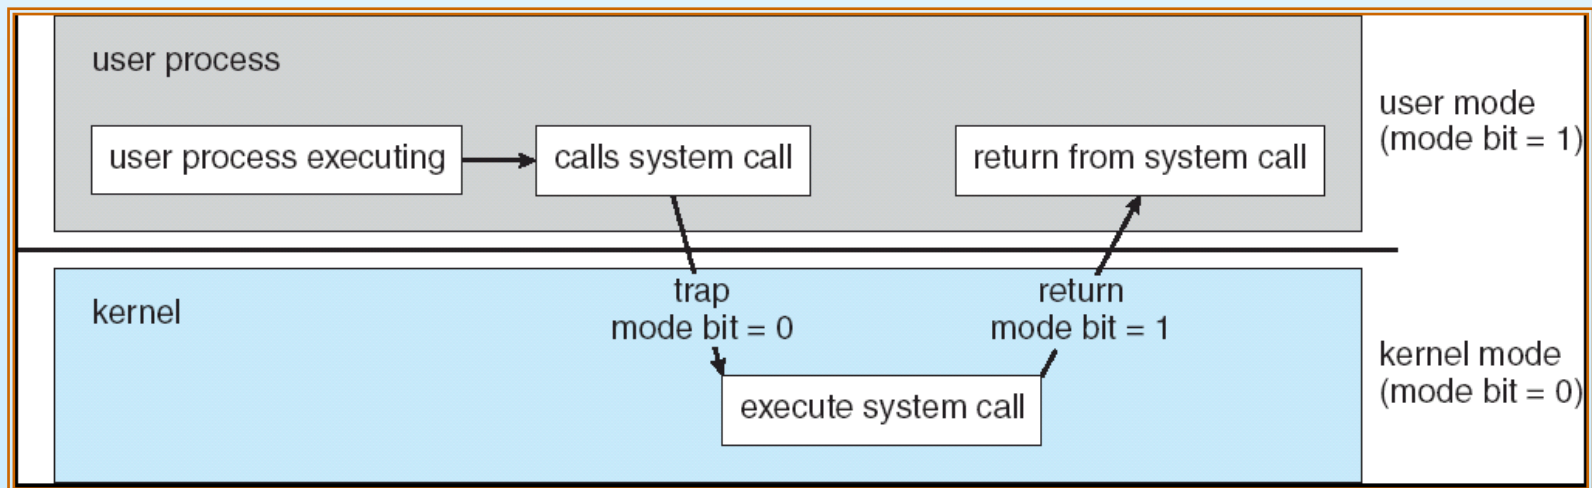 user process
user process executing
calls system call
return from system call
user mode
(mode bit = 1)
kernel
trap
mode bit = 0
return
mode bit = 1
execute system call
kernel mode
(mode bit = 0)